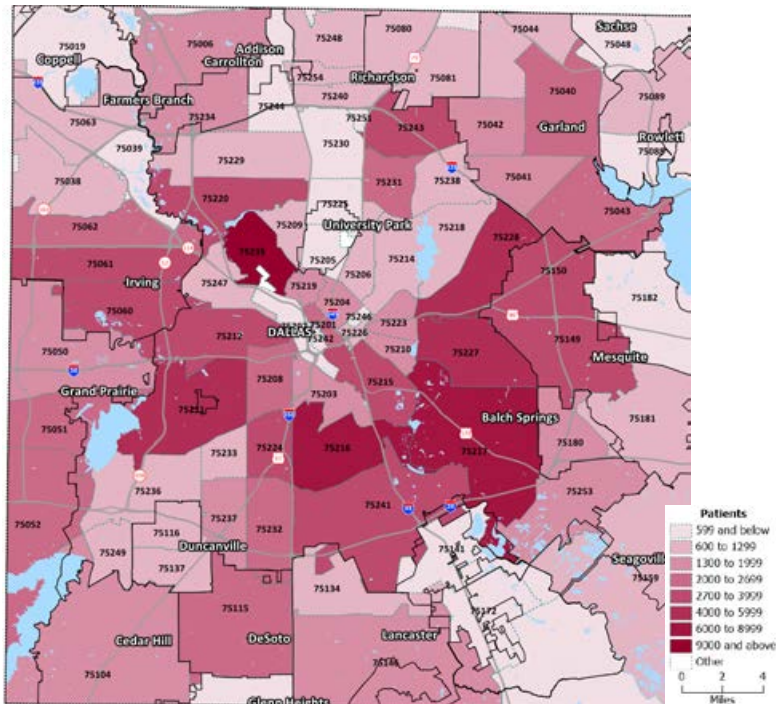 75019
75006
Addison
75248
75080
75044
Sachse
75048
Coppell
Carrollton
75254
Richardson
75081
75040
75089
Farmers Branch
75240
75244
75063
75234
75251
75243
75042
Garland
Rowlett
75088
75039
75229
75230
75038
75238
75041
75231
75220
75225
75043
75062
75209
University Park
75218
75228
75235
75214
75061
75205
75150
Irving
75247
75219
75206
75182
75060
75204
75201
75246
DALLAS
75242
75226
75223
75212
75149
75050
75210
75227
Mesquite
Grand Prairie
75208
75215
75203
Balch Springs
75211
75181
75051
75216
75217
75180
75233
75224
75236
75253
75241
75052
75237
75116
75232
75141
Duncanville
75249
75137
75134
75159
75172
75115
Cedar Hill
DeSoto
Lancaster
75146
75104
Glenn Heights
Patients
599 and below
600 to 1299
1300 to 1999
2000 to 2699
2700 to 3999
4000 to 5999
6000 to 8999
9000 and above
Other
0 2 4
Miles